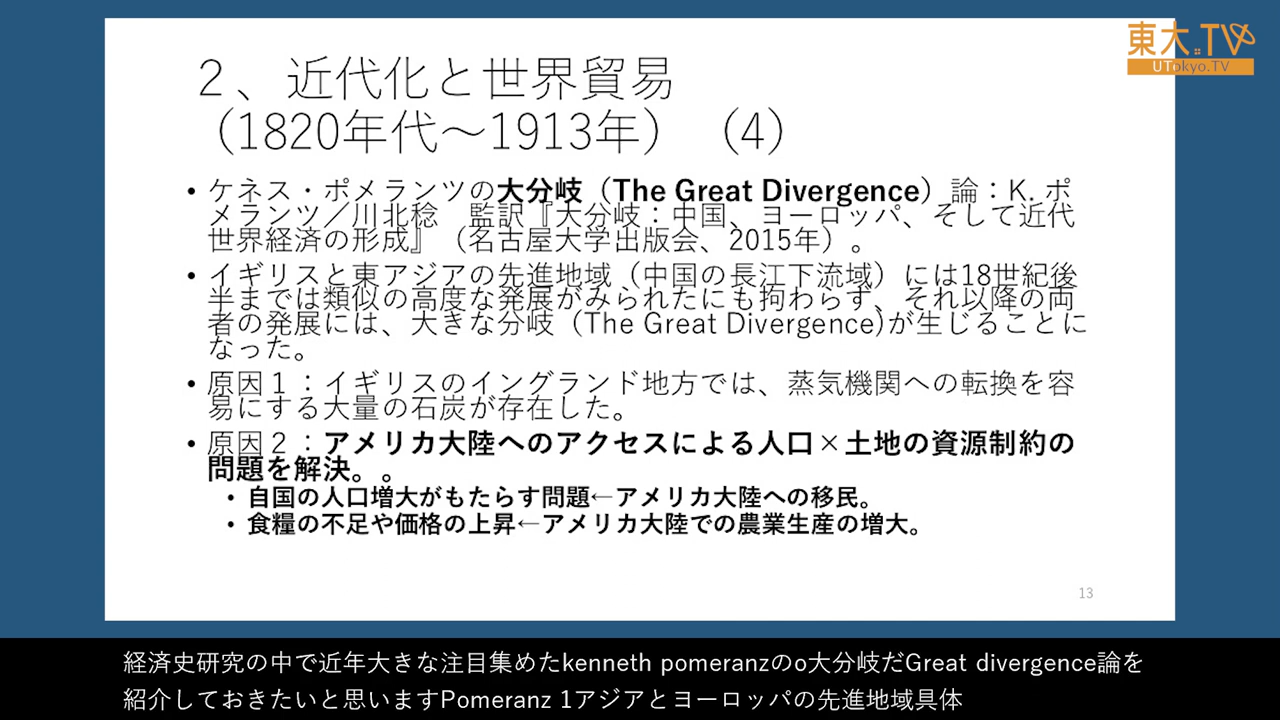 東大.TV
UTokyo.TV
２、近代化と世界貿易
（1820年代～1913年）（4）
• ケネス・ポメランツの大分岐（The Great Divergence）論：K. ポ
メランツ／川北稔　監訳『大分岐：中国、ヨーロッパ、そして近代
世界経済の形成』（名古屋大学出版会、2015年）。
• イギリスと東アジアの先進地域（中国の長江下流域）には18世紀後
半までは類似の高度な発展がみられたにも拘わらず、それ以降の両
者の発展には、大きな分岐（The Great Divergence)が生じることに
なった。
• 原因１：イギリスのイングランド地方では、蒸気機関への転換を容
易にする大量の石炭が存在した。
• 原因２：アメリカ大陸へのアクセスによる人口×土地の資源制約の
問題を解決。。
• 自国の人口増大がもたらす問題←アメリカ大陸への移民。
• 食糧の不足や価格の上昇←アメリカ大陸での農業生産の増大。
13
経済史研究の中で近年大きな注目集めたkenneth pomeranzのo大分岐だGreat divergence論を
紹介しておきたいと思いますPomeranz 1アジアとヨーロッパの先進地域具体